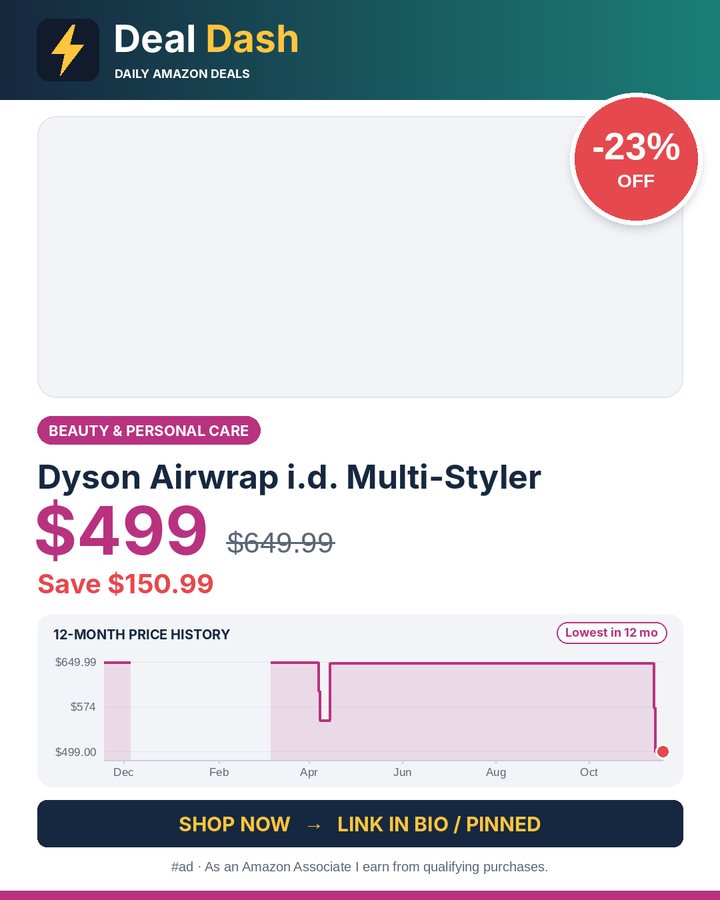 Deal Dash
DAILY AMAZON DEALS
-23%
OFF
BEAUTY & PERSONAL CARE
Dyson Airwrap i.d. Multi-Styler
$499 $649.99
Save $150.99
12-MONTH PRICE HISTORY
Lowest in 12 mo
$649.99
$574
$499.00
Dec Feb Apr Jun Aug Oct
SHOP NOW → LINK IN BIO / PINNED
#ad · As an Amazon Associate I earn from qualifying purchases.